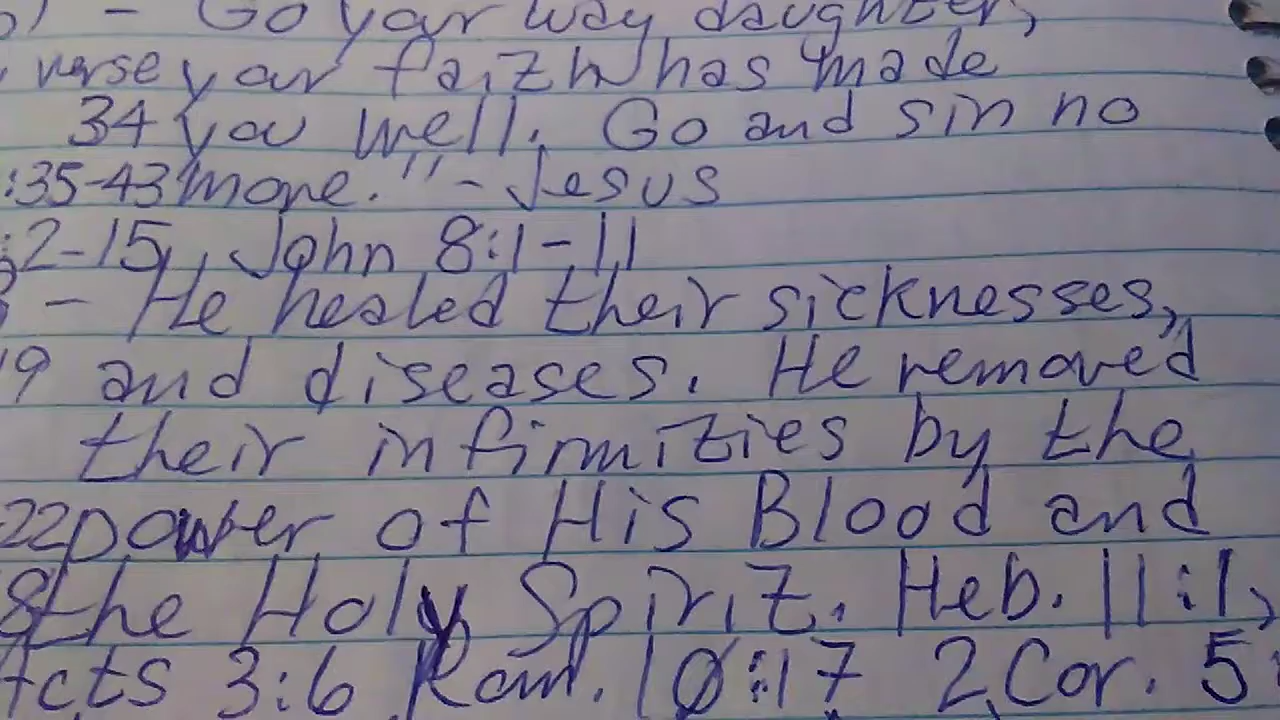 ) - Go your way daughter,
verse your faith has made
34 you well. Go and sin no
:35-43 more." - Jesus
:2-15, John 8:1-11
- He healed their sicknesses,
19 and diseases. He removed
their infirmities by the
-22 power of His Blood and
8 the Holy Spirit. Heb. 11:1,
Acts 3:6 Rom. 10:17 2 Cor. 5: